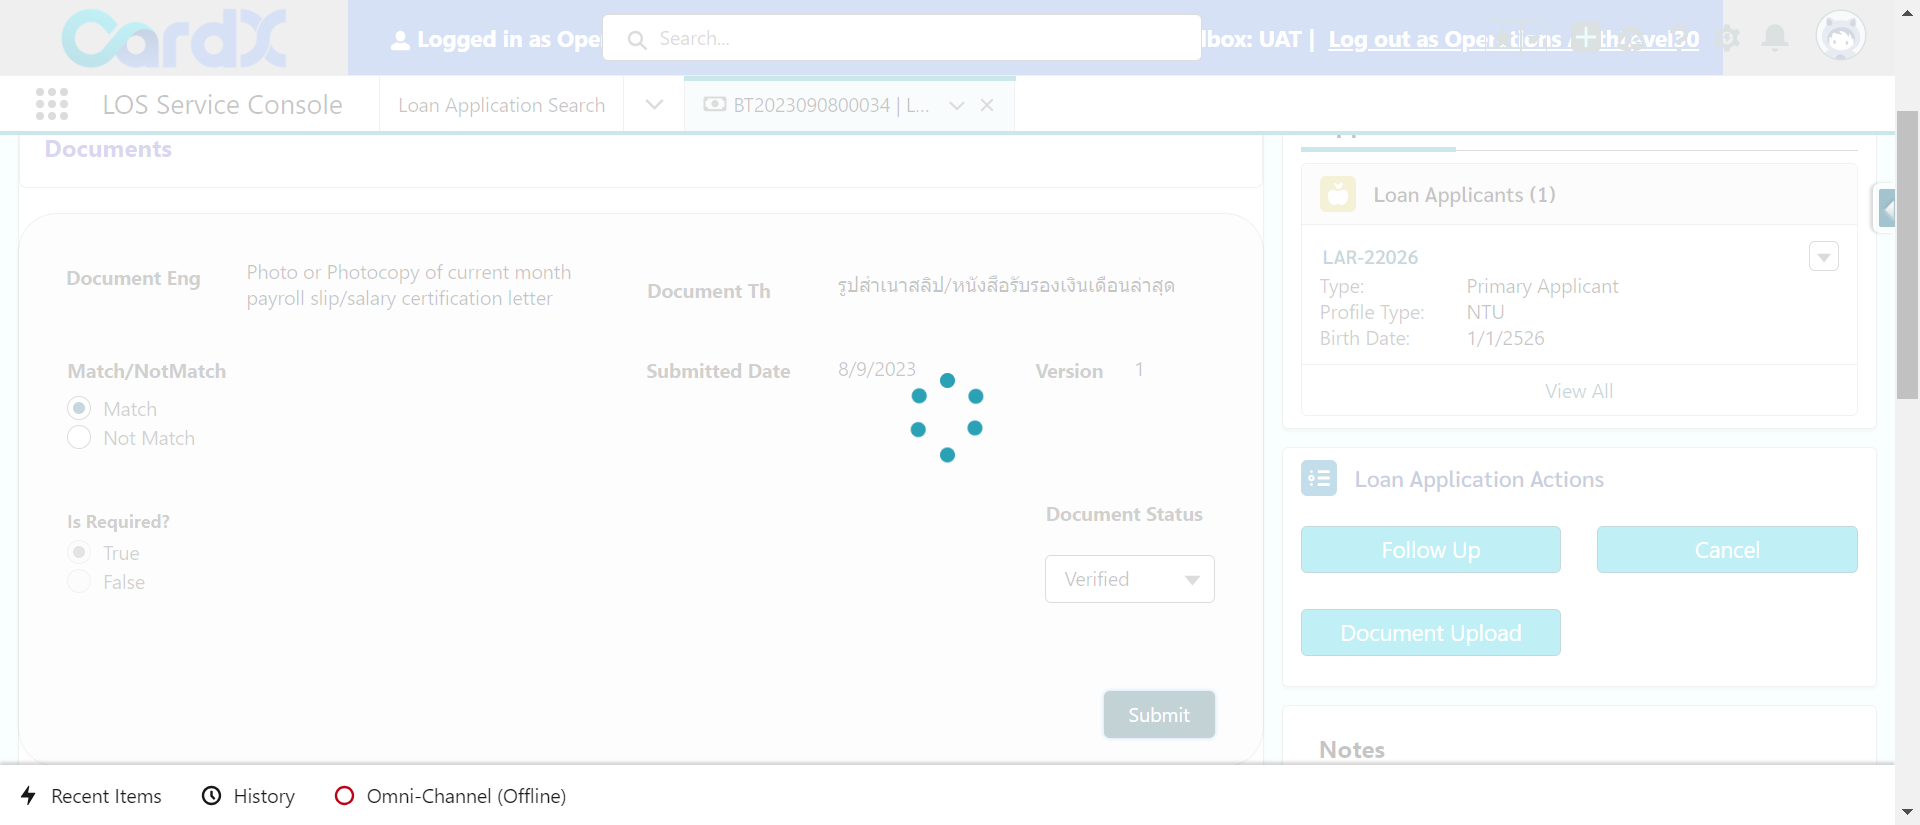 CardX
Logged in as Ope
Search...
lbox: UAT |
Log out as Operations
LOS Service Console
Loan Application Search
BT2023090800034 | L...
Documents
Document Eng
Photo or Photocopy of current month
payroll slip/salary certification letter
Document Th
รูปสำเนาสลิป/หนังสือรับรองเงินเดือนล่าสุด
Match/NotMatch
Match
Not Match
Submitted Date
8/9/2023
Version
1
Is Required?
True
False
Document Status
Verified
Submit
Loan Applicants (1)
LAR-22026
Type:
Primary Applicant
Profile Type:
NTU
Birth Date:
1/1/2526
View All
Loan Application Actions
Follow Up
Cancel
Document Upload
Notes
Recent Items
History
Omni-Channel (Offline)